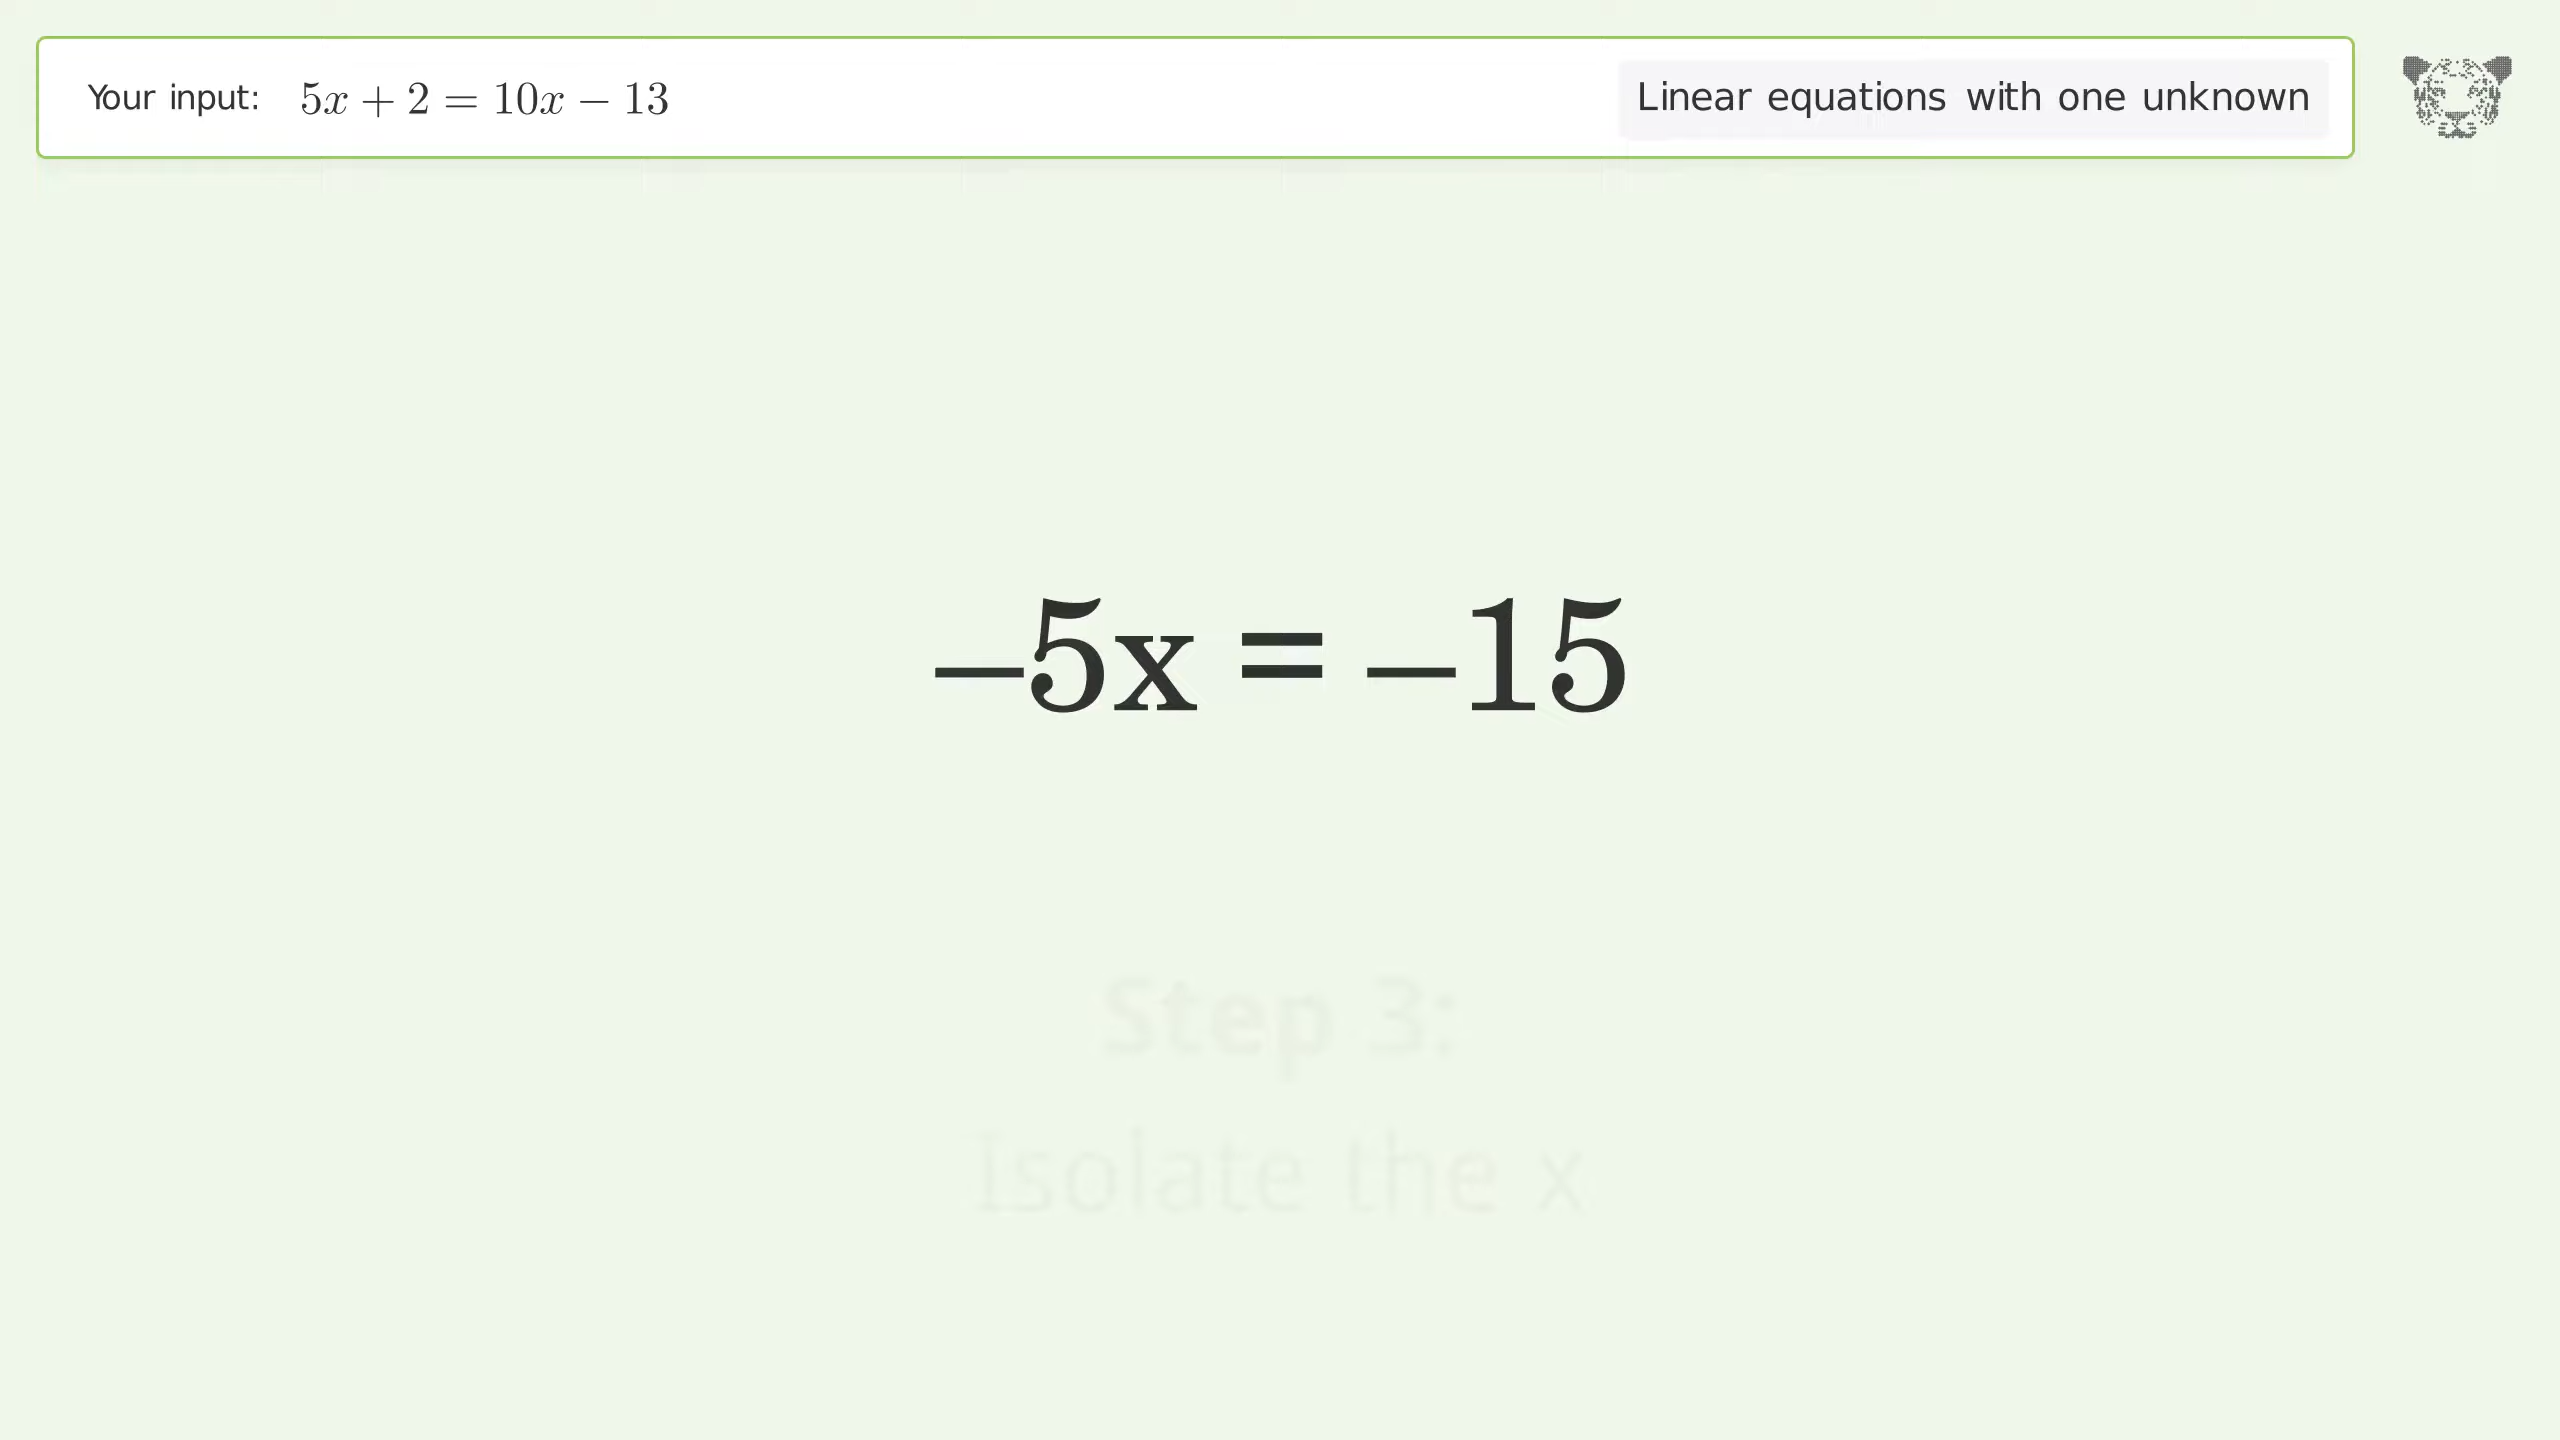 Your input: 5x + 2 = 10x − 13
Linear equations with one unknown
−5x = −15
Step 3:
Isolate the x